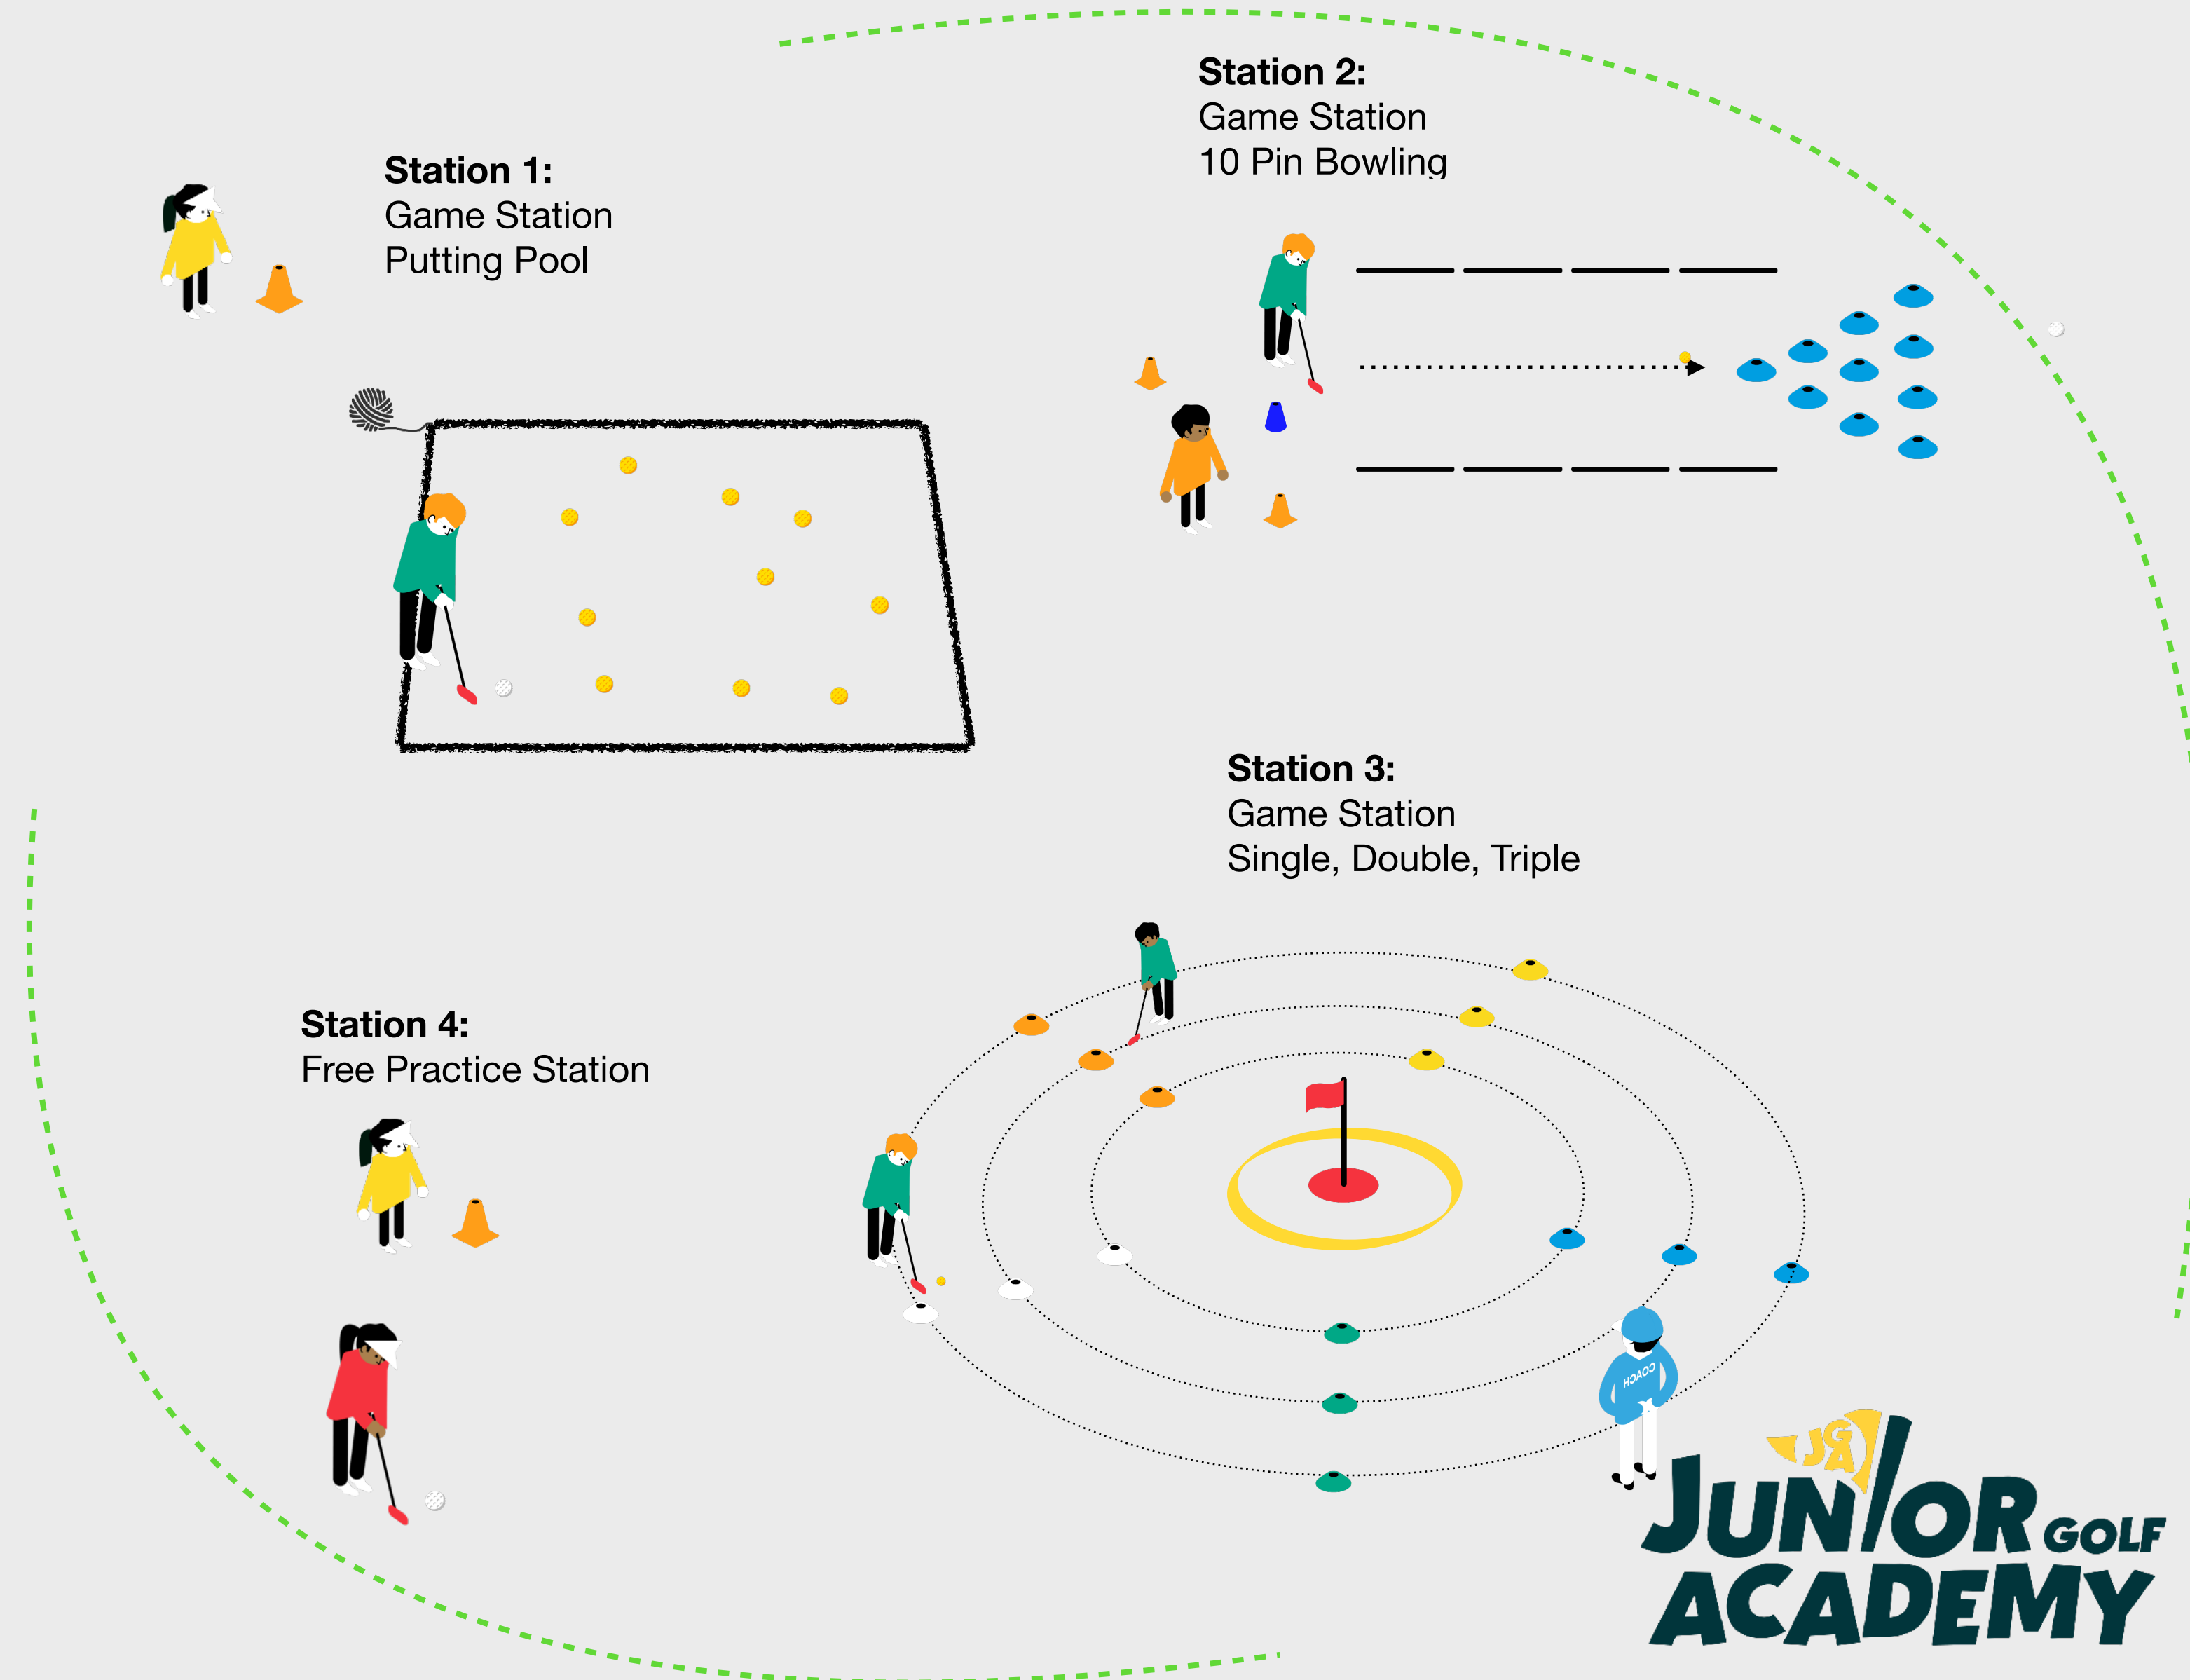 Station 1:
Game Station
Putting Pool
Station 2:
Game Station
10 Pin Bowling
Station 3:
Game Station
Single, Double, Triple
Station 4:
Free Practice Station
COACH
JGA
JUNIOR GOLF
ACADEMY